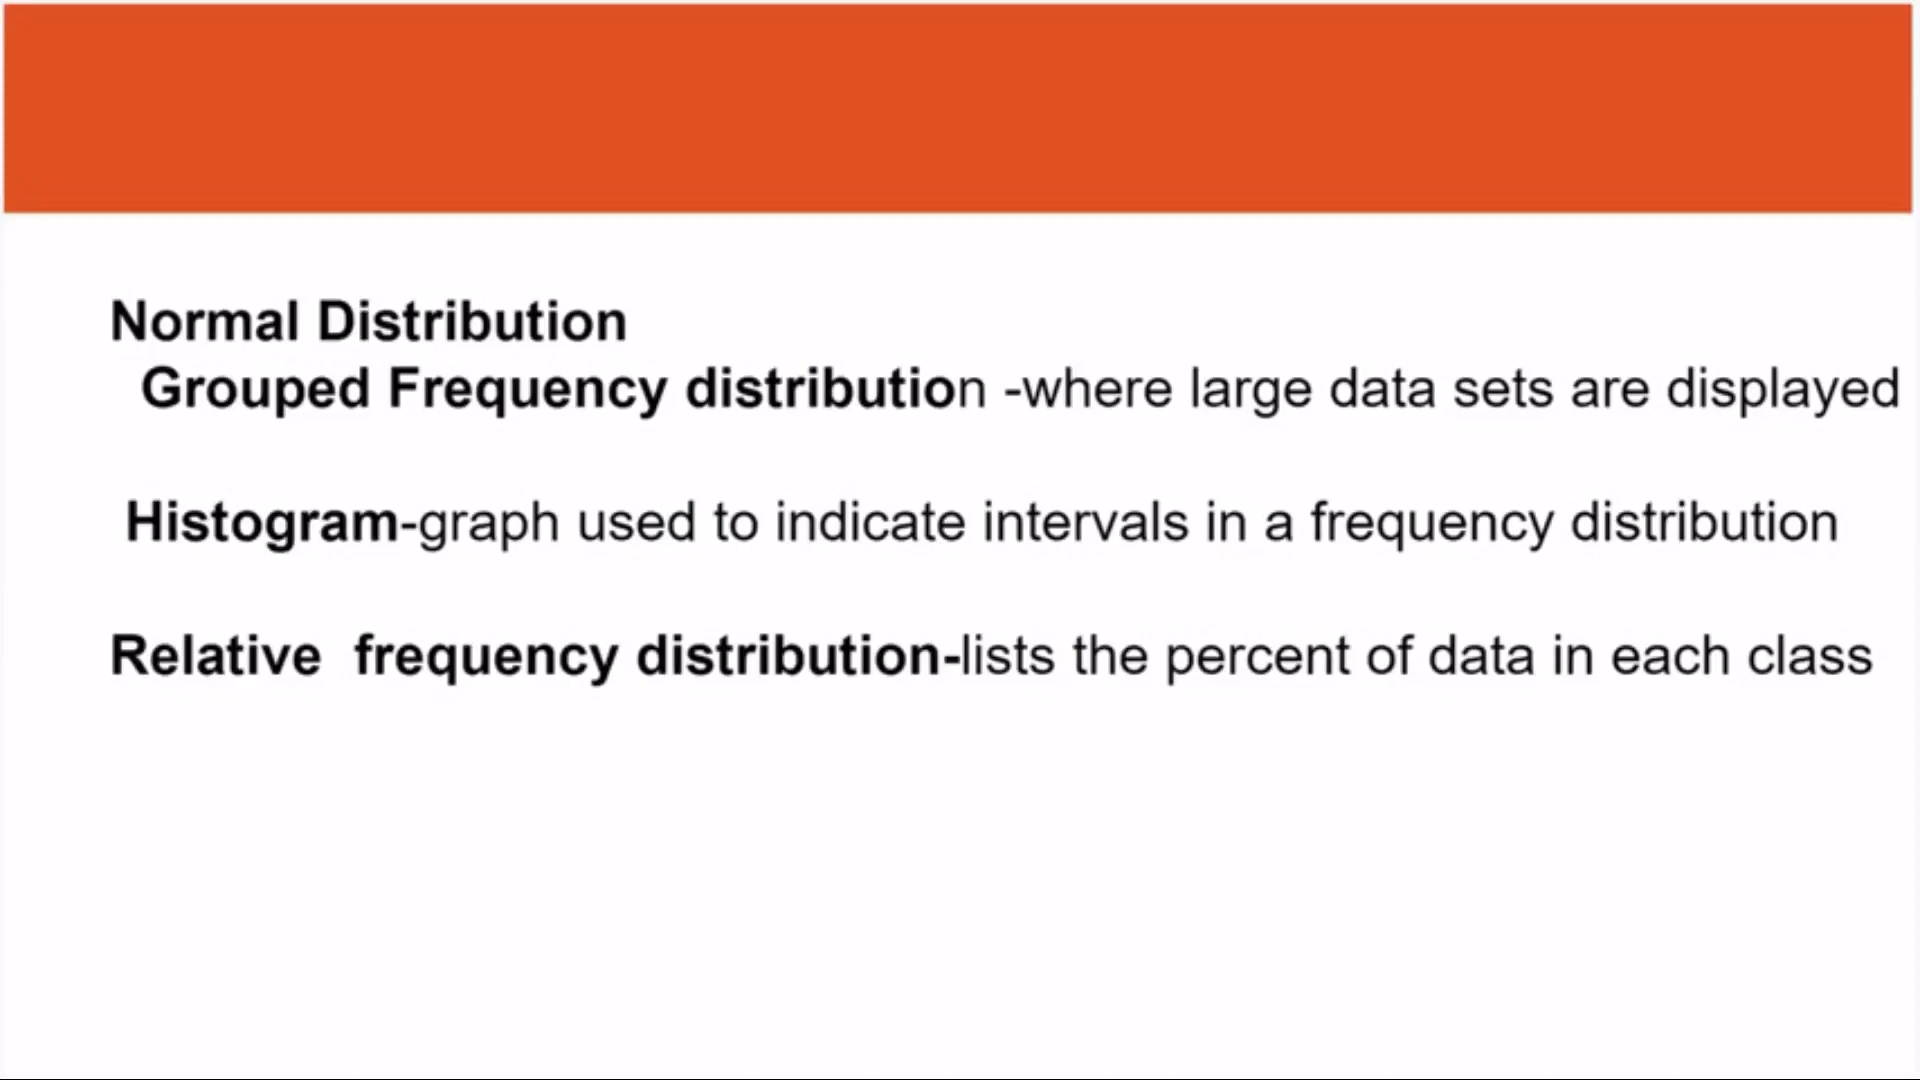 Normal Distribution
Grouped Frequency distribution -where large data sets are displayed
Histogram-graph used to indicate intervals in a frequency distribution
Relative  frequency distribution-lists the percent of data in each class